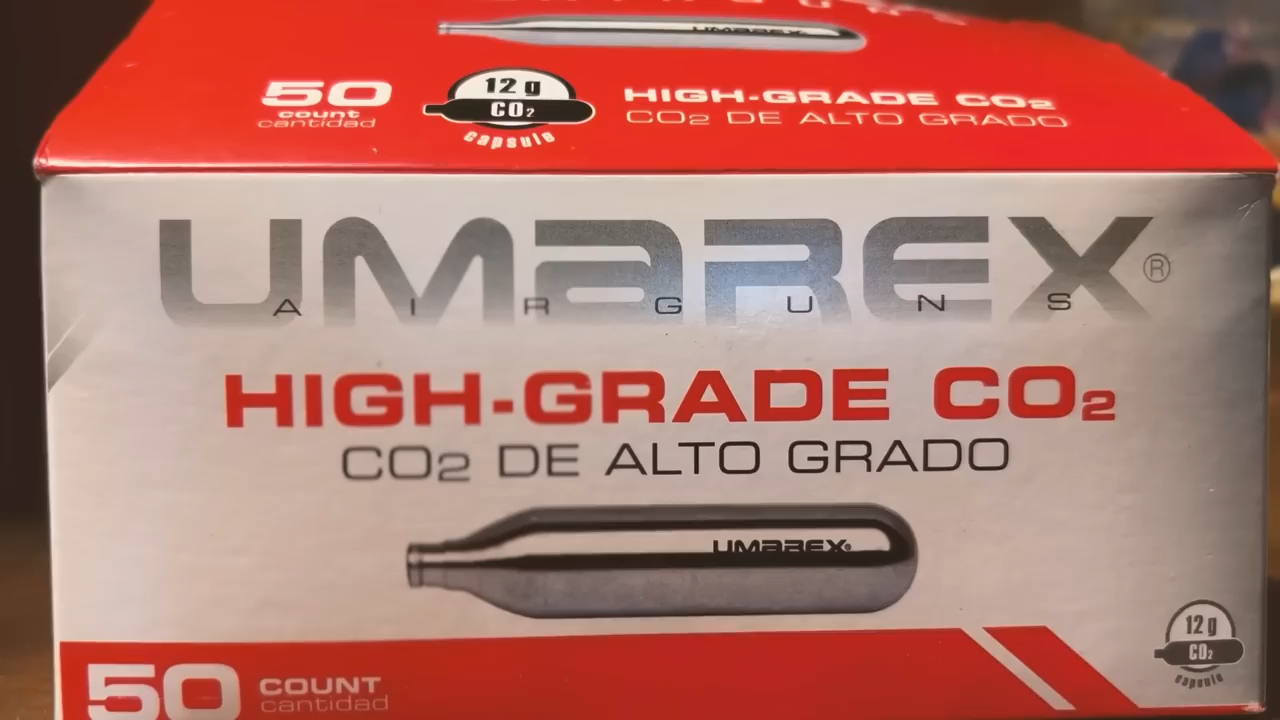 UMAREX
50
count
cantidad
12 g
CO₂
capsule
HIGH-GRADE CO₂
CO₂ DE ALTO GRADO
UMAREX®
AIRGUNS
HIGH-GRADE CO₂
CO₂ DE ALTO GRADO
UMAREX®
12 g
CO₂
capsule
50
COUNT
cantidad